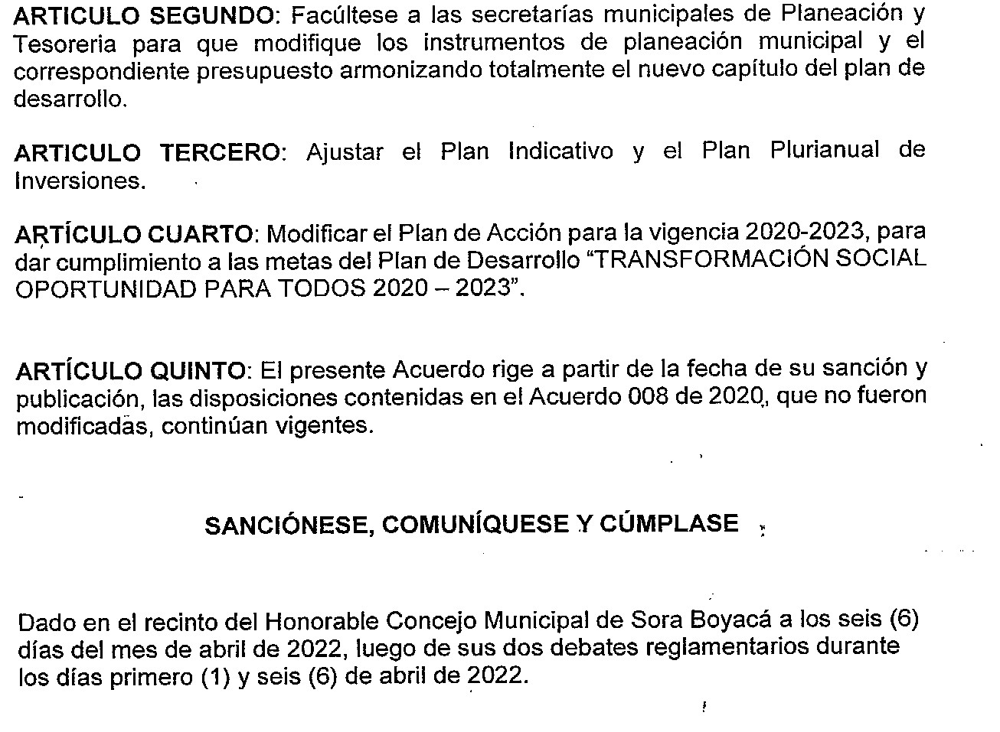 ARTICULO SEGUNDO: Facúltese a las secretarías municipales de Planeación y
Tesoreria para que modifique los instrumentos de planeación municipal y el
correspondiente presupuesto armonizando totalmente el nuevo capítulo del plan de
desarrollo.
ARTICULO TERCERO: Ajustar el Plan Indicativo y el Plan Plurianual de
Inversiones.
ARTÍCULO CUARTO: Modificar el Plan de Acción para la vigencia 2020-2023, para
dar cumplimiento a las metas del Plan de Desarrollo “TRANSFORMACIÓN SOCIAL
OPORTUNIDAD PARA TODOS 2020 – 2023”.
ARTÍCULO QUINTO: El presente Acuerdo rige a partir de la fecha de su sanción y
publicación, las disposiciones contenidas en el Acuerdo 008 de 2020, que no fueron
modificadas, continúan vigentes.
SANCIÓNESE, COMUNÍQUESE Y CÚMPLASE
Dado en el recinto del Honorable Concejo Municipal de Sora Boyacá a los seis (6)
días del mes de abril de 2022, luego de sus dos debates reglamentarios durante
los días primero (1) y seis (6) de abril de 2022.